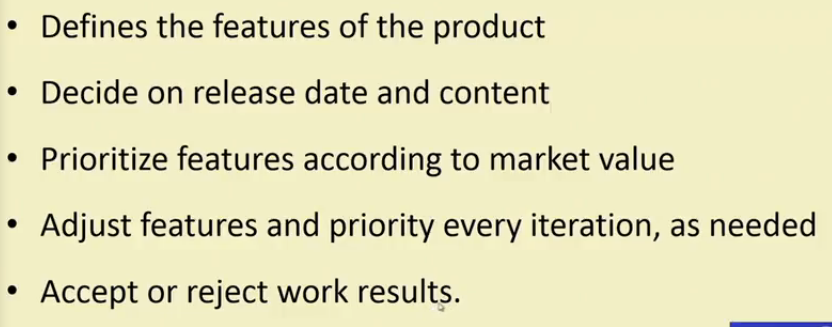 • Defines the features of the product
• Decide on release date and content
• Prioritize features according to market value
• Adjust features and priority every iteration, as needed
• Accept or reject work results.